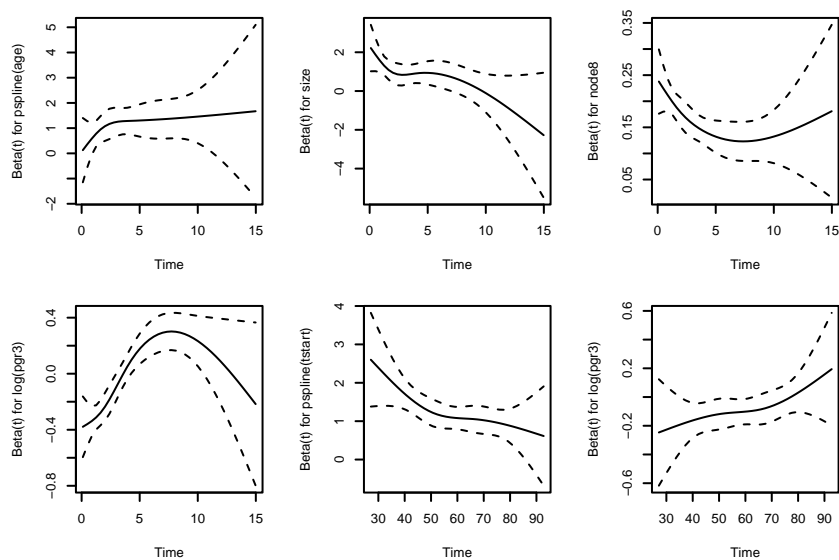 Beta(t) for pspline(age)
5
4
3
2
1
0
−2
0 5 10 15
Time
Beta(t) for size
2
0
−2
−4
0 5 10 15
Time
Beta(t) for node8
0.35
0.25
0.15
0.05
0 5 10 15
Time
Beta(t) for log(pgr3)
0.4
0.0
−0.4
−0.8
0 5 10 15
Time
Beta(t) for pspline(tstart)
4
3
2
1
0
30 40 50 60 70 80 90
Time
Beta(t) for log(pgr3)
0.6
0.2
−0.2
−0.6
30 40 50 60 70 80 90
Time